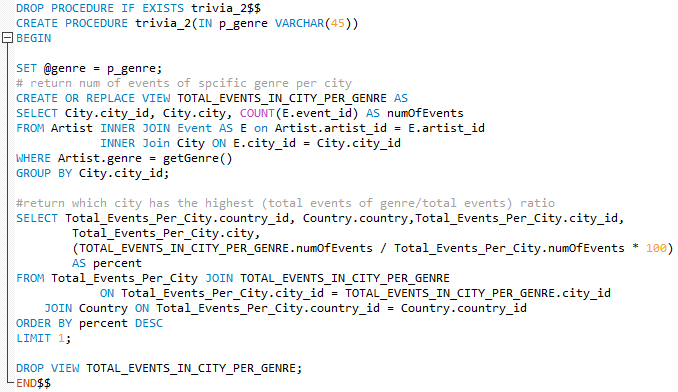 DROP PROCEDURE IF EXISTS trivia_2$$
CREATE PROCEDURE trivia_2(IN p_genre VARCHAR(45))
BEGIN
SET @genre = p_genre;
# return num of events of spcific genre per city
CREATE OR REPLACE VIEW TOTAL_EVENTS_IN_CITY_PER_GENRE AS
SELECT City.city_id, City.city, COUNT(E.event_id) AS numOfEvents
FROM Artist INNER JOIN Event AS E on Artist.artist_id = E.artist_id
INNER Join City ON E.city_id = City.city_id
WHERE Artist.genre = getGenre()
GROUP BY City.city_id;
#return which city has the highest (total events of genre/total events) ratio
SELECT Total_Events_Per_City.country_id, Country.country,Total_Events_Per_City.city_id,
Total_Events_Per_City.city,
(TOTAL_EVENTS_IN_CITY_PER_GENRE.numOfEvents / Total_Events_Per_City.numOfEvents * 100)
AS percent
FROM Total_Events_Per_City JOIN TOTAL_EVENTS_IN_CITY_PER_GENRE
ON Total_Events_Per_City.city_id = TOTAL_EVENTS_IN_CITY_PER_GENRE.city_id
JOIN Country ON Total_Events_Per_City.country_id = Country.country_id
ORDER BY percent DESC
LIMIT 1;
DROP VIEW TOTAL_EVENTS_IN_CITY_PER_GENRE;
END$$